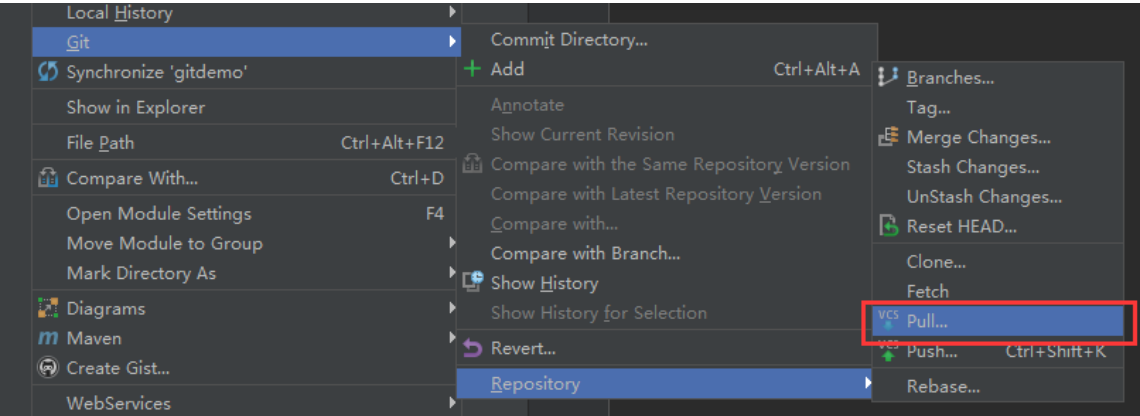 Local History
Git
Synchronize 'gitdemo'
Show in Explorer
File Path Ctrl+Alt+F12
Compare With... Ctrl+D
Open Module Settings F4
Move Module to Group
Mark Directory As
Diagrams
Maven
Create Gist...
WebServices
Commit Directory...
Add Ctrl+Alt+A
Annotate
Show Current Revision
Compare with the Same Repository Version
Compare with Latest Repository Version
Compare with...
Compare with Branch...
Show History
Show History for Selection
Revert...
Repository
Branches...
Tag...
Merge Changes...
Stash Changes...
UnStash Changes...
Reset HEAD...
Clone...
Fetch
VCS Pull...
VCS Push... Ctrl+Shift+K
Rebase...